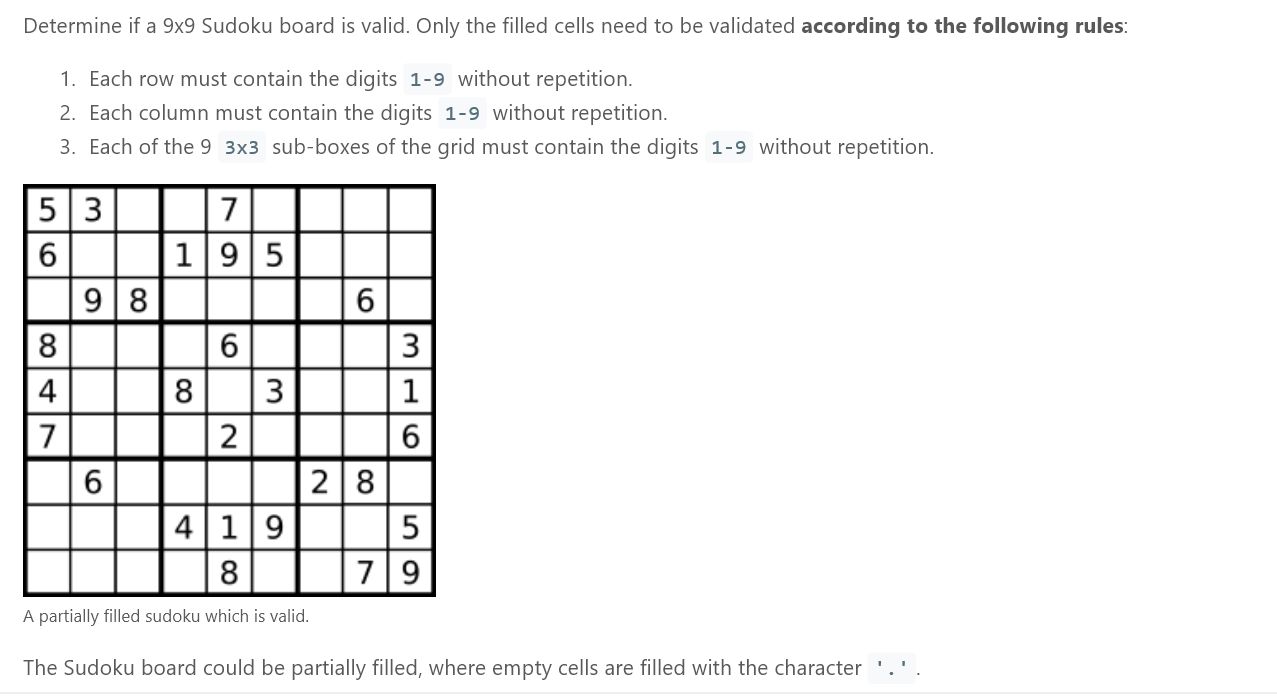 Determine if a 9x9 Sudoku board is valid. Only the filled cells need to be validated according to the following rules:
1. Each row must contain the digits 1-9 without repetition.
2. Each column must contain the digits 1-9 without repetition.
3. Each of the 9 3x3 sub-boxes of the grid must contain the digits 1-9 without repetition.
5 3 7
6 1 9 5
9 8 6
8 6 3
4 8 3 1
7 2 6
6 2 8
4 1 9 5
8 7 9
A partially filled sudoku which is valid.
The Sudoku board could be partially filled, where empty cells are filled with the character '.'.